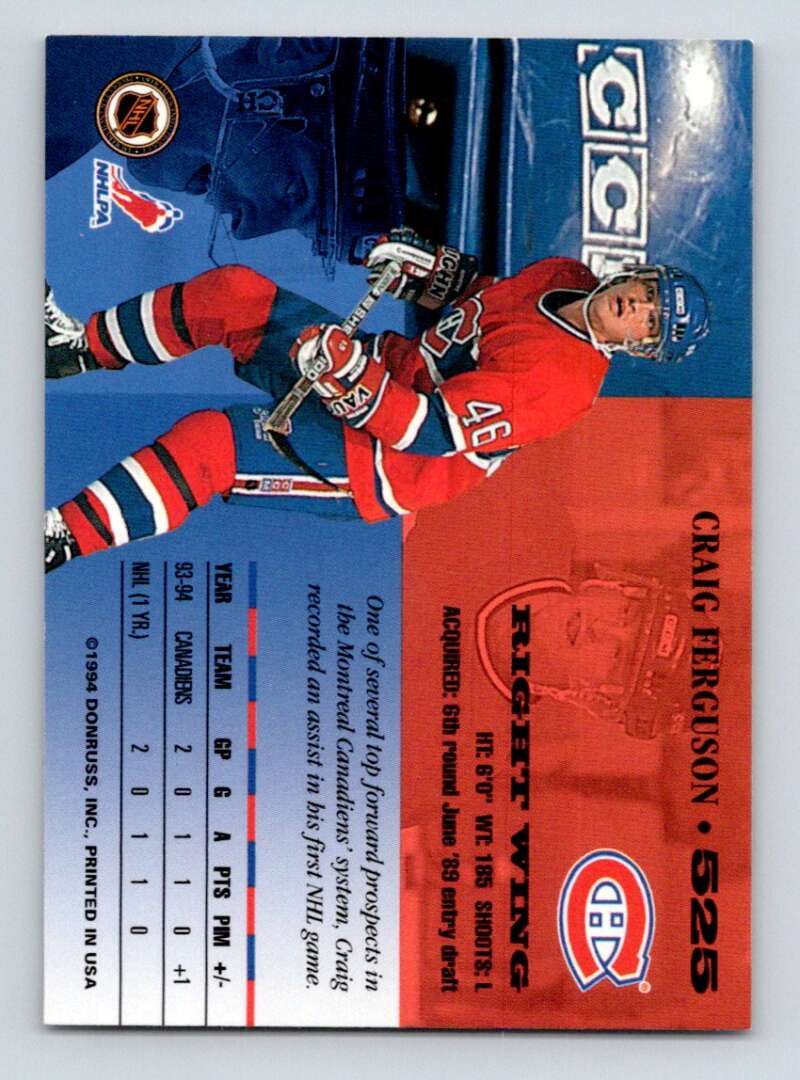 CRAIG FERGUSON • 525
RIGHT WING
HT: 6'0" WT: 185 SHOOTS: L
ACQUIRED: 6th round June '89 entry draft
One of several top forward prospects in
the Montreal Canadiens' system, Craig
recorded an assist in his first NHL game.
YEAR TEAM GP G A PTS PIM +/-
93-94 CANADIENS 2 0 1 1 0 +1
NHL (1 YR.) 2 0 1 1 0
©1994 DONRUSS, INC., PRINTED IN USA
NHL
NHLPA
CC
46
CCM